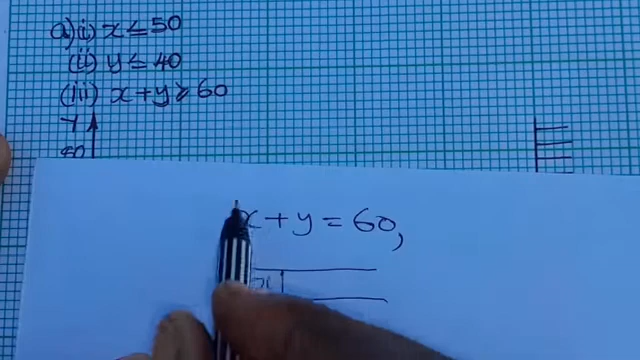 a)(i) x ≤ 50
(ii) y ≤ 40
(iii) x + y ≥ 60
y
x + y = 60,
x